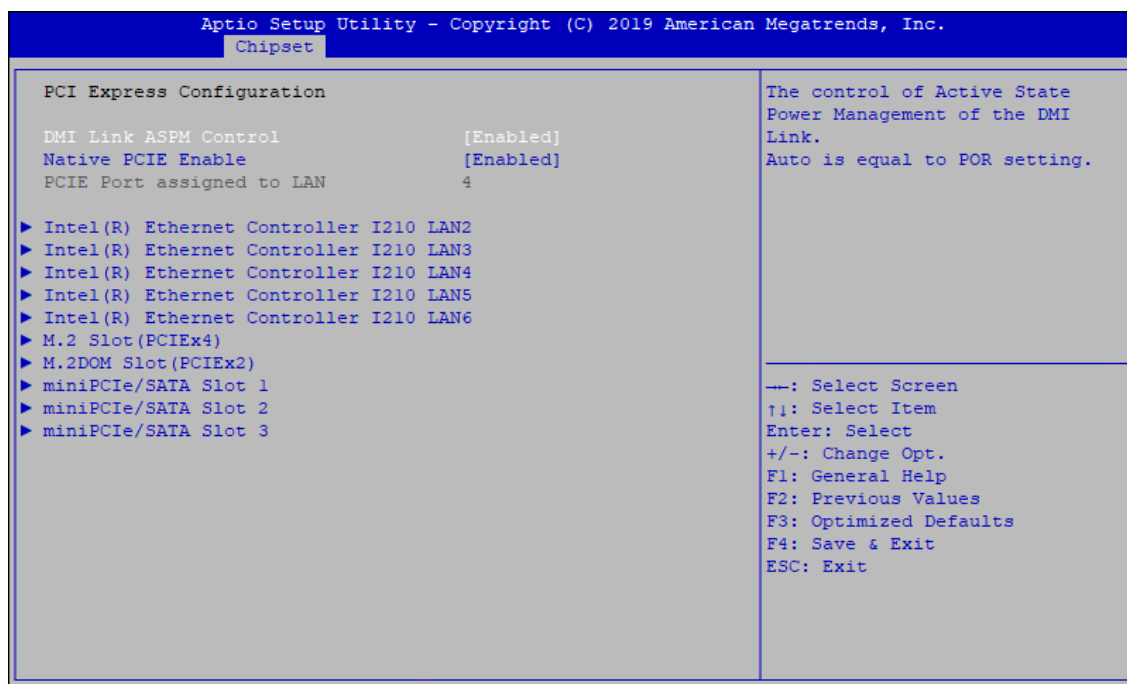 Aptio Setup Utility - Copyright (C) 2019 American Megatrends, Inc.
Chipset
PCI Express Configuration
DMI Link ASPM Control [Enabled]
Native PCIE Enable [Enabled]
PCIE Port assigned to LAN 4
► Intel(R) Ethernet Controller I210 LAN2
► Intel(R) Ethernet Controller I210 LAN3
► Intel(R) Ethernet Controller I210 LAN4
► Intel(R) Ethernet Controller I210 LAN5
► Intel(R) Ethernet Controller I210 LAN6
► M.2 Slot(PCIEx4)
► M.2DOM Slot(PCIEx2)
► miniPCIe/SATA Slot 1
► miniPCIe/SATA Slot 2
► miniPCIe/SATA Slot 3
The control of Active State
Power Management of the DMI
Link.
Auto is equal to POR setting.
→←: Select Screen
↑↓: Select Item
Enter: Select
+/-: Change Opt.
F1: General Help
F2: Previous Values
F3: Optimized Defaults
F4: Save & Exit
ESC: Exit